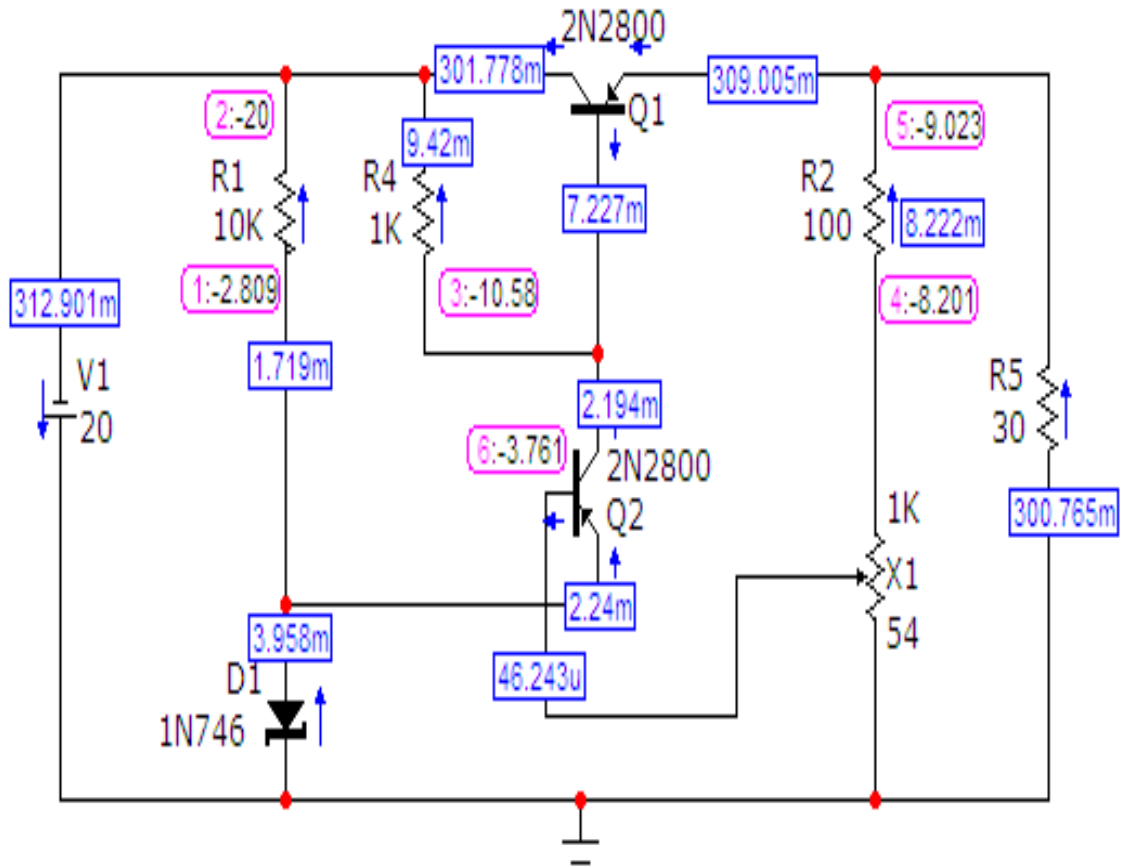 2N2800
301.778m
309.005m
Q1
2:-20
9.42m
5:-9.023
R1
10K
R4
1K
7.227m
R2
100
8.222m
1:-2.809
3:-10.58
4:-8.201
312.901m
V1
20
1.719m
2.194m
R5
30
6:-3.761
2N2800
Q2
1K
X1
54
300.765m
2.24m
3.958m
46.243u
D1
1N746